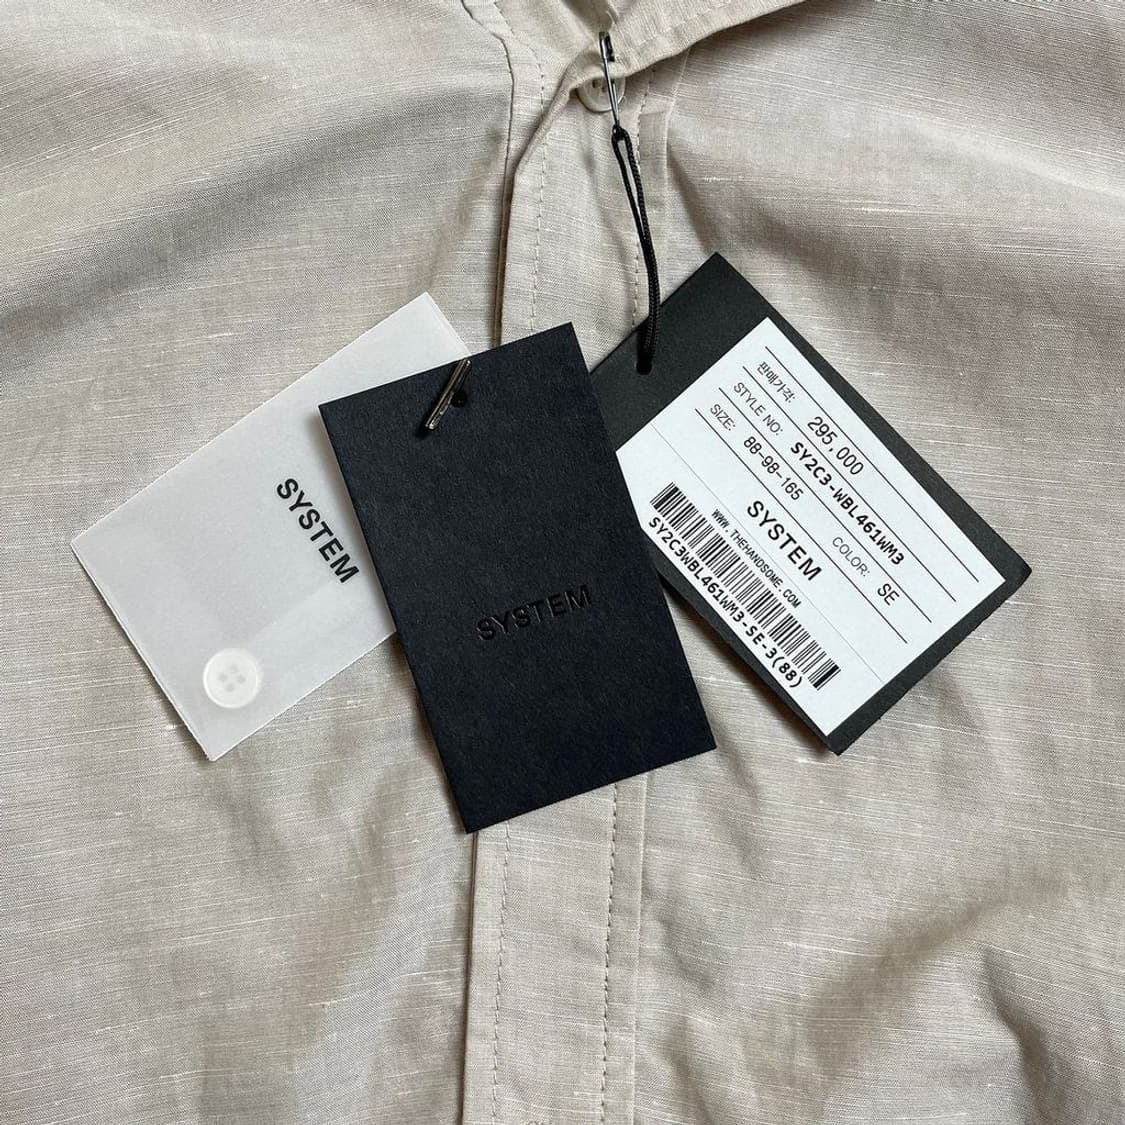 SYSTEM
SYSTEM
판매가격: 295,000
STYLE NO: SY2C3-WBL461WM3
SIZE: 88-98-165 COLOR: SE
SYSTEM
WWW.THEHANDSOME.COM
SY2C3WBL461WM3-SE-3(88)